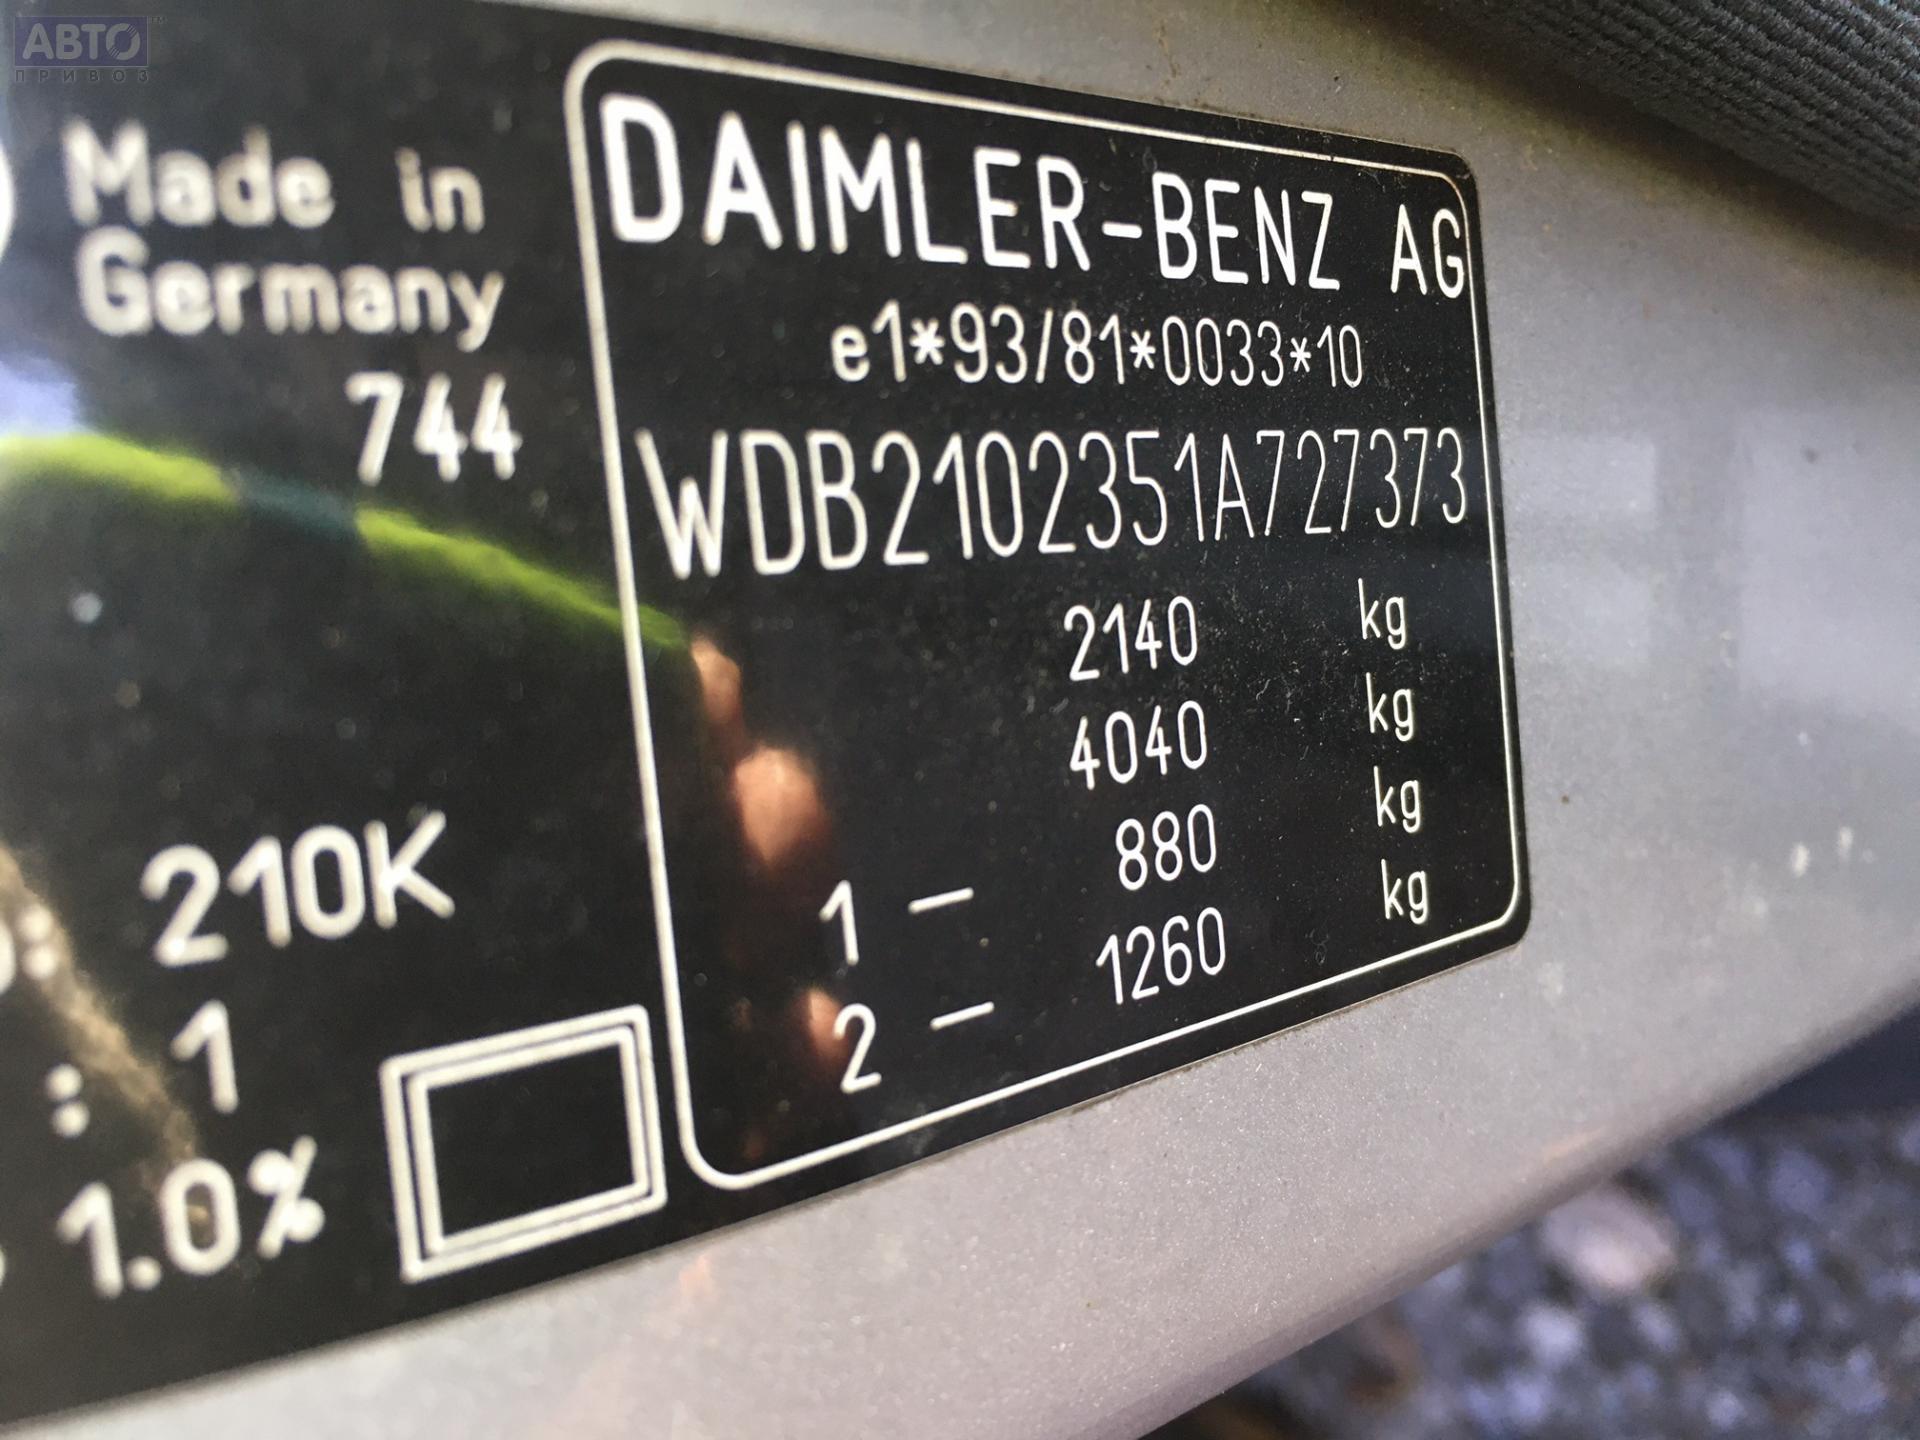 АВТО
ПРИВОЗ
Made in
Germany
744
210K
: 1
1.0%
DAIMLER-BENZ AG
e1*93/81*0033*10
WDB2102351A727373
2140 kg
4040 kg
1 – 880 kg
2 – 1260 kg